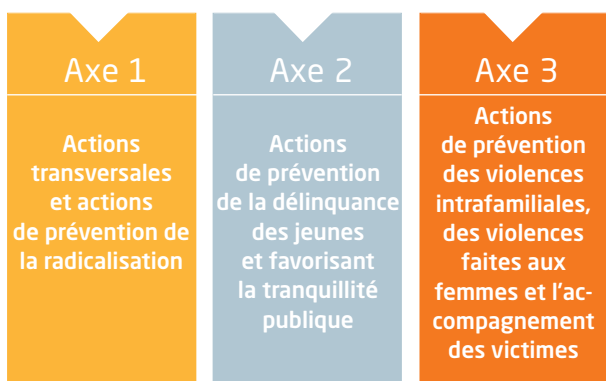 Axe 1
Actions
transversales
et actions
de prévention de
la radicalisation
Axe 2
Actions
de prévention
de la délinquance
des jeunes
et favorisant
la tranquillité
publique
Axe 3
Actions
de prévention
des violences
intrafamiliales,
des violences
faites aux
femmes et l'ac-
compagnement
des victimes